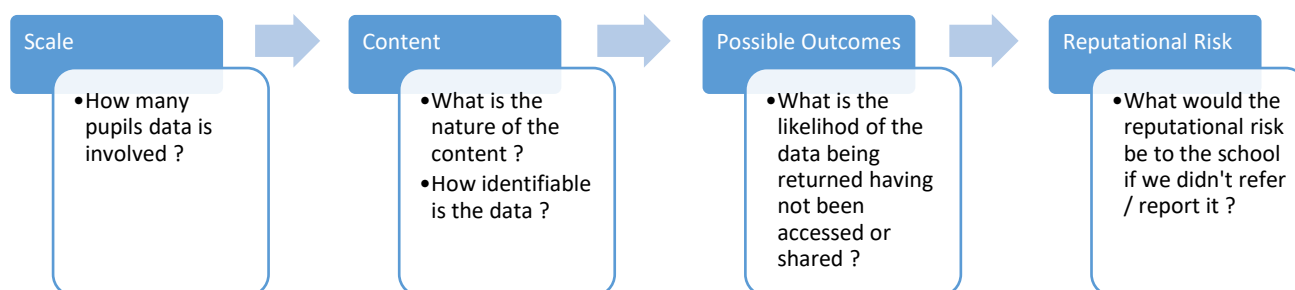 Scale
•How many
pupils data is
involved ?
Content
•What is the
nature of the
content ?
•How identifiable
is the data ?
Possible Outcomes
•What is the
likelihod of the
data being
returned having
not been
accessed or
shared ?
Reputational Risk
•What would the
reputational risk
be to the school
if we didn't refer
/ report it ?